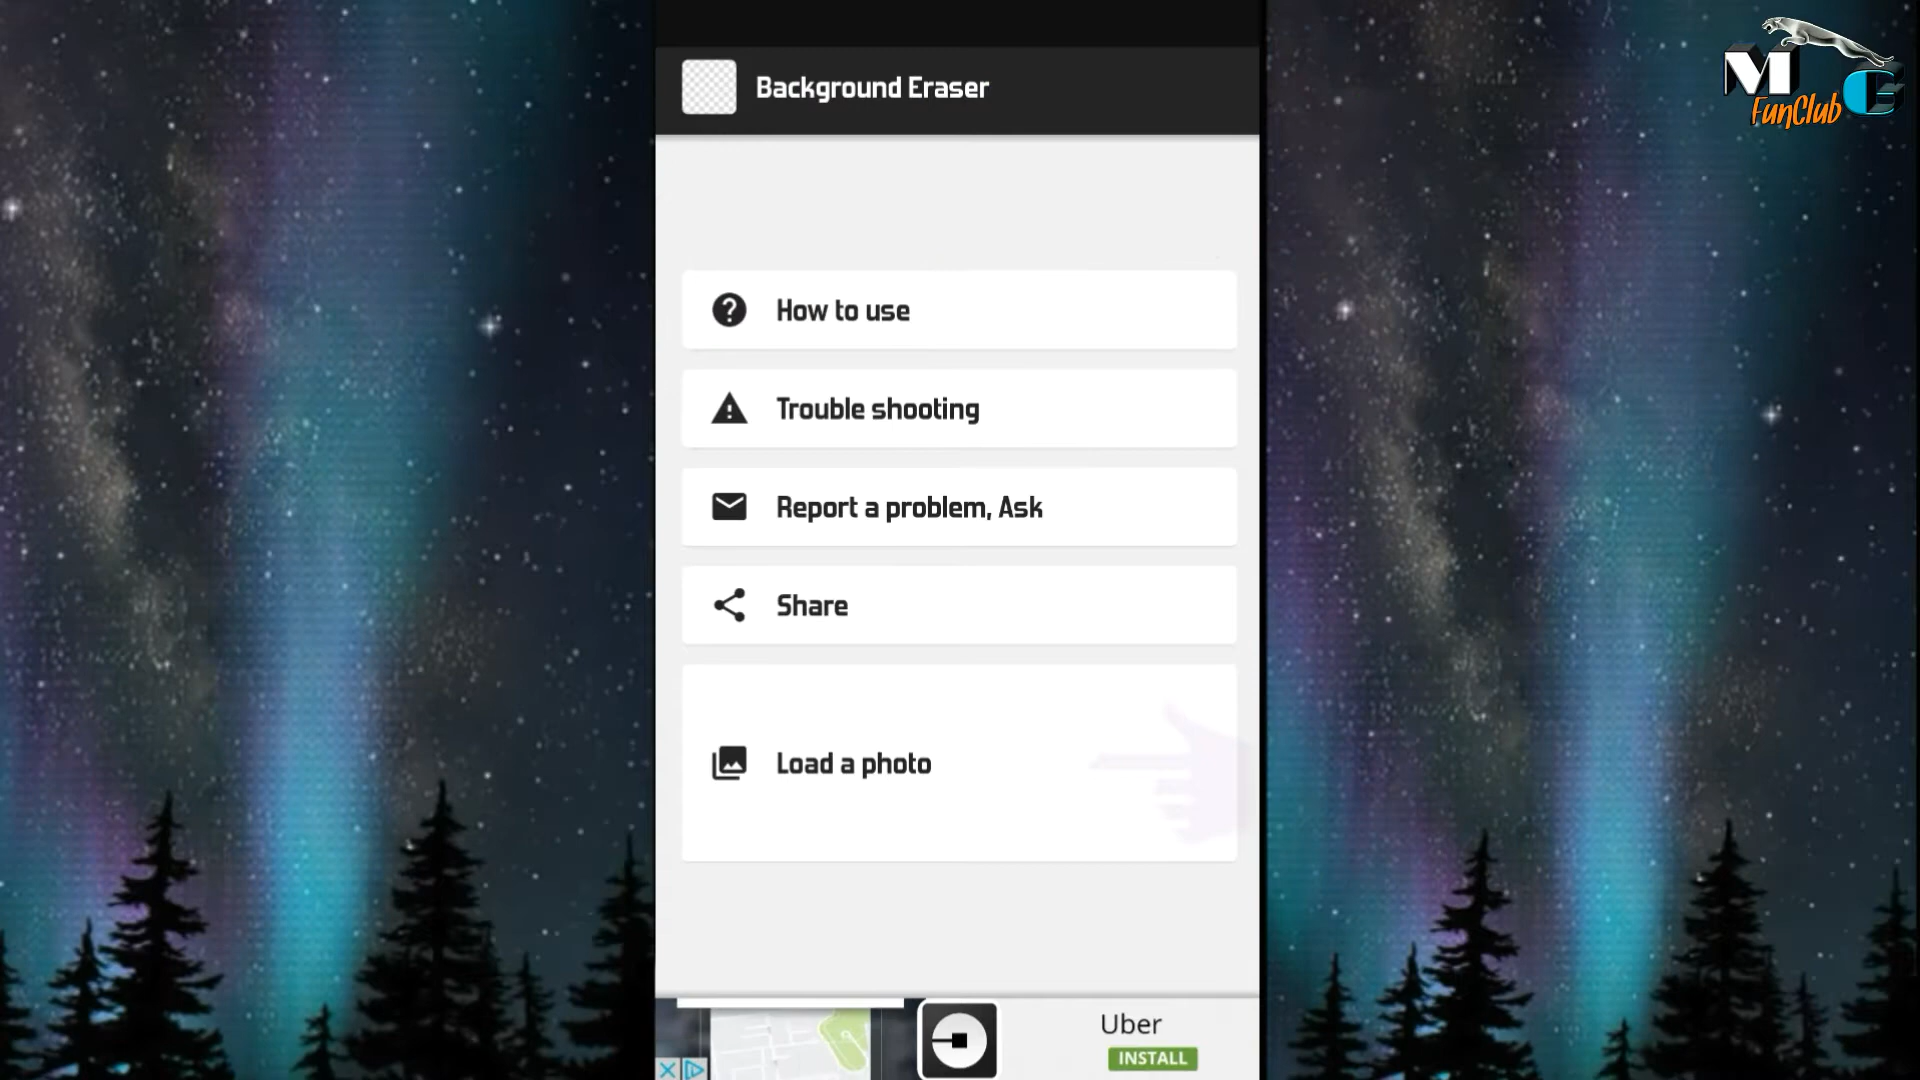 Background Eraser
M G
FunClub
How to use
Trouble shooting
Report a problem, Ask
Share
Load a photo
Uber
INSTALL